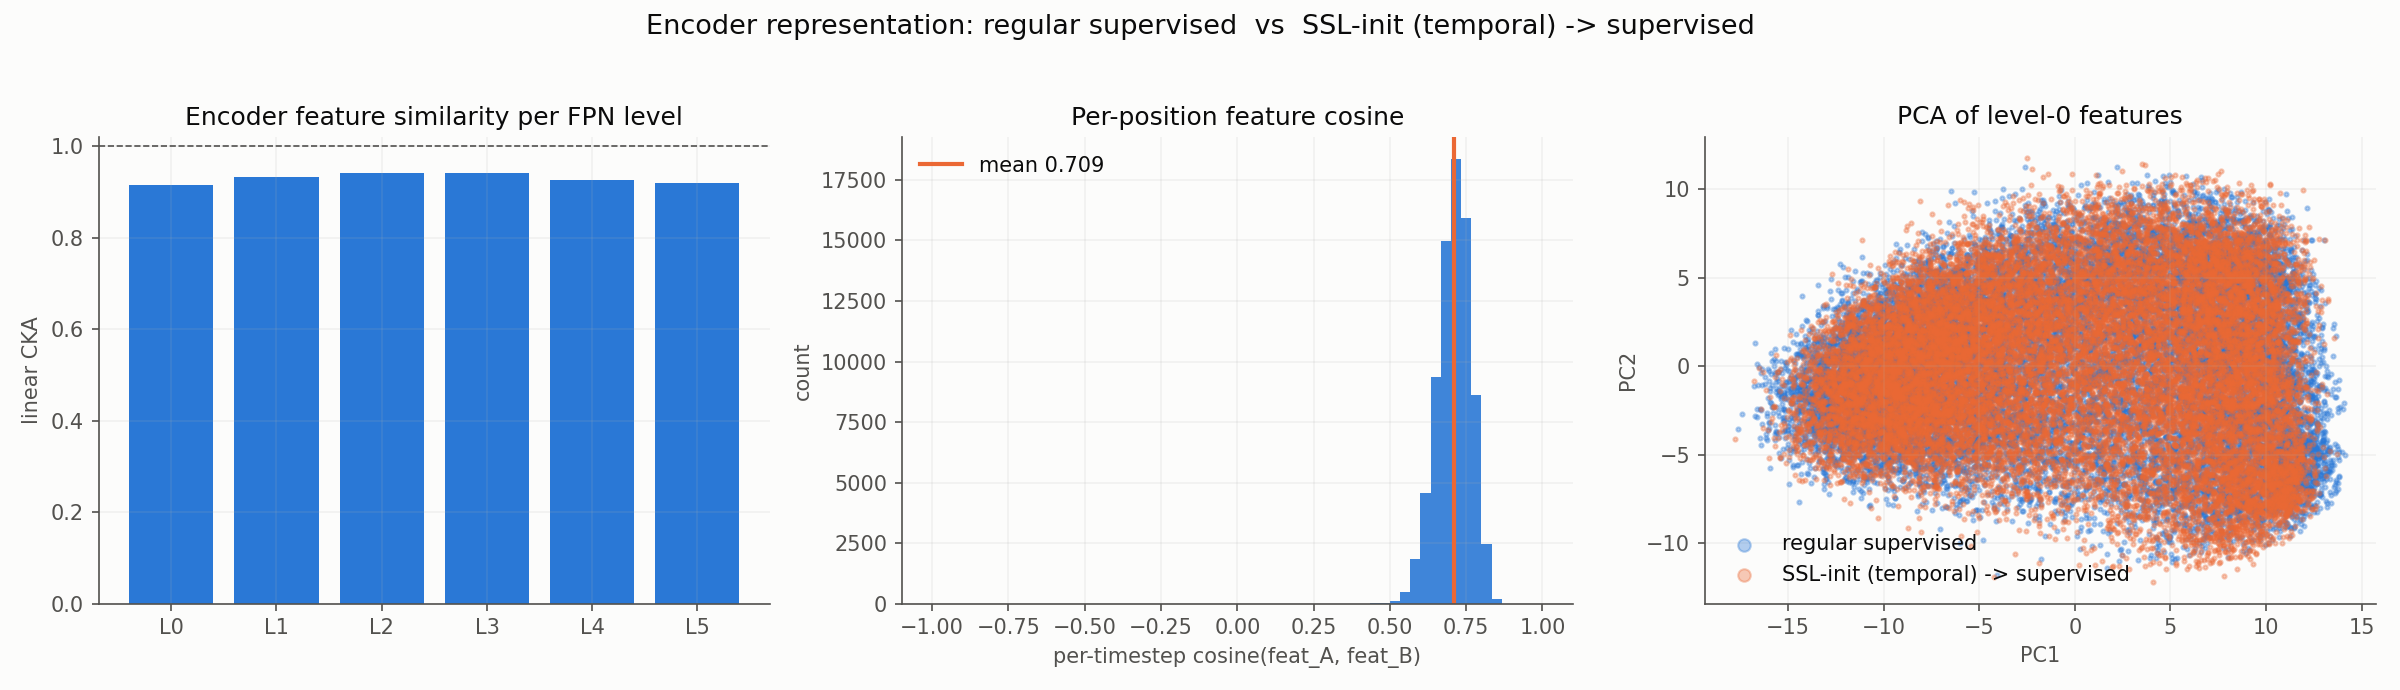 Encoder representation: regular supervised  vs  SSL-init (temporal) -> supervised
Encoder feature similarity per FPN level
1.0
0.8
0.6
0.4
0.2
0.0
linear CKA
L0 L1 L2 L3 L4 L5
Per-position feature cosine
mean 0.709
17500
15000
12500
10000
7500
5000
2500
0
count
−1.00 −0.75 −0.50 −0.25 0.00 0.25 0.50 0.75 1.00
per-timestep cosine(feat_A, feat_B)
PCA of level-0 features
10
5
0
−5
−10
PC2
regular supervised
SSL-init (temporal) -> supervised
−15 −10 −5 0 5 10 15
PC1